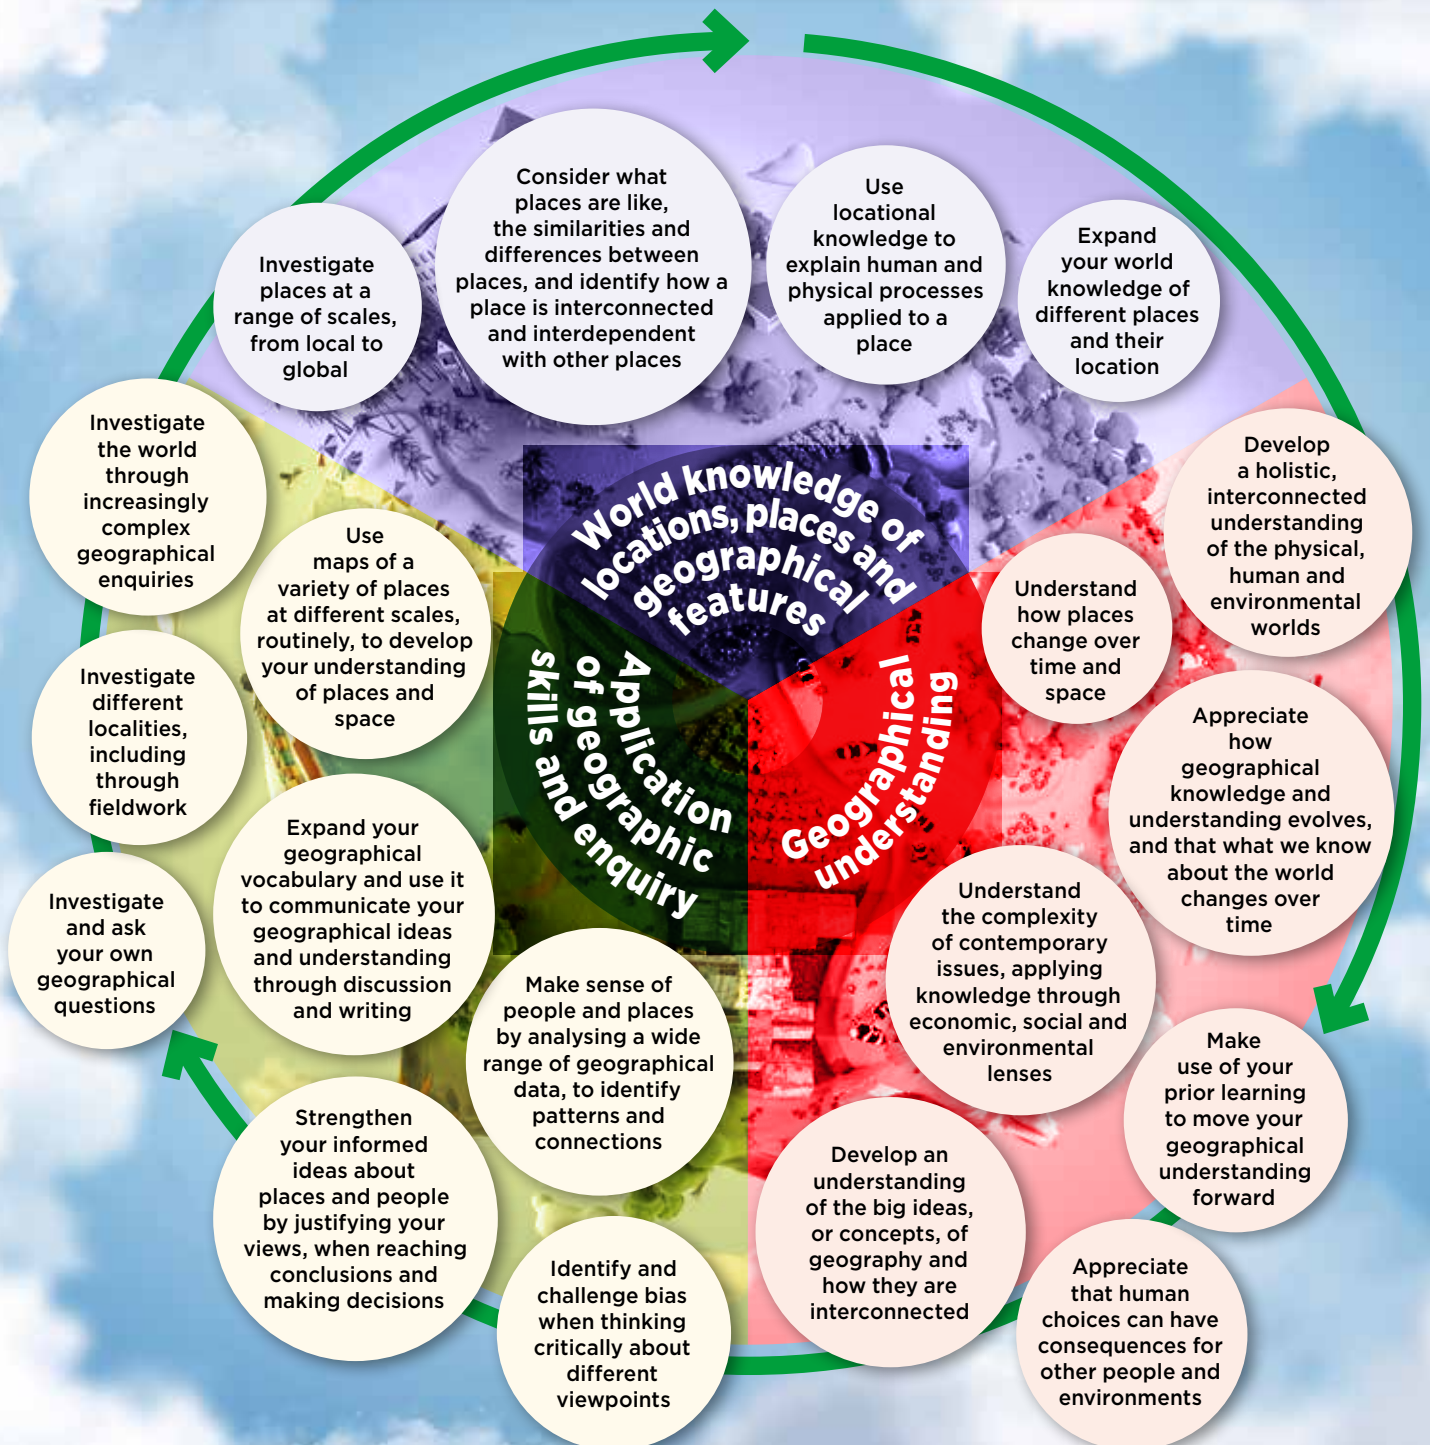 World knowledge of
locations, places and
geographical
features
Investigate
places at a
range of scales,
from local to
global
Consider what
places are like,
the similarities and
differences between
places, and identify how a
place is interconnected
and interdependent
with other places
Use
locational
knowledge to
explain human and
physical processes
applied to a
place
Expand
your world
knowledge of
different places
and their
location
Geographical
understanding
Develop
a holistic,
interconnected
understanding
of the physical,
human and
environmental
worlds
Understand
how places
change over
time and
space
Appreciate
how
geographical
knowledge and
understanding evolves,
and that what we know
about the world
changes over
time
Understand
the complexity
of contemporary
issues, applying
knowledge through
economic, social and
environmental
lenses
Make
use of your
prior learning
to move your
geographical
understanding
forward
Develop an
understanding
of the big ideas,
or concepts, of
geography and
how they are
interconnected
Appreciate
that human
choices can have
consequences for
other people and
environments
Application
of geographic
skills and enquiry
Identify and
challenge bias
when thinking
critically about
different
viewpoints
Make sense of
people and places
by analysing a wide
range of geographical
data, to identify
patterns and
connections
Strengthen
your informed
ideas about
places and people
by justifying your
views, when reaching
conclusions and
making decisions
Expand your
geographical
vocabulary and use it
to communicate your
geographical ideas
and understanding
through discussion
and writing
Investigate
and ask
your own
geographical
questions
Investigate
different
localities,
including
through
fieldwork
Use
maps of a
variety of places
at different scales,
routinely, to develop
your understanding
of places and
space
Investigate
the world
through
increasingly
complex
geographical
enquiries